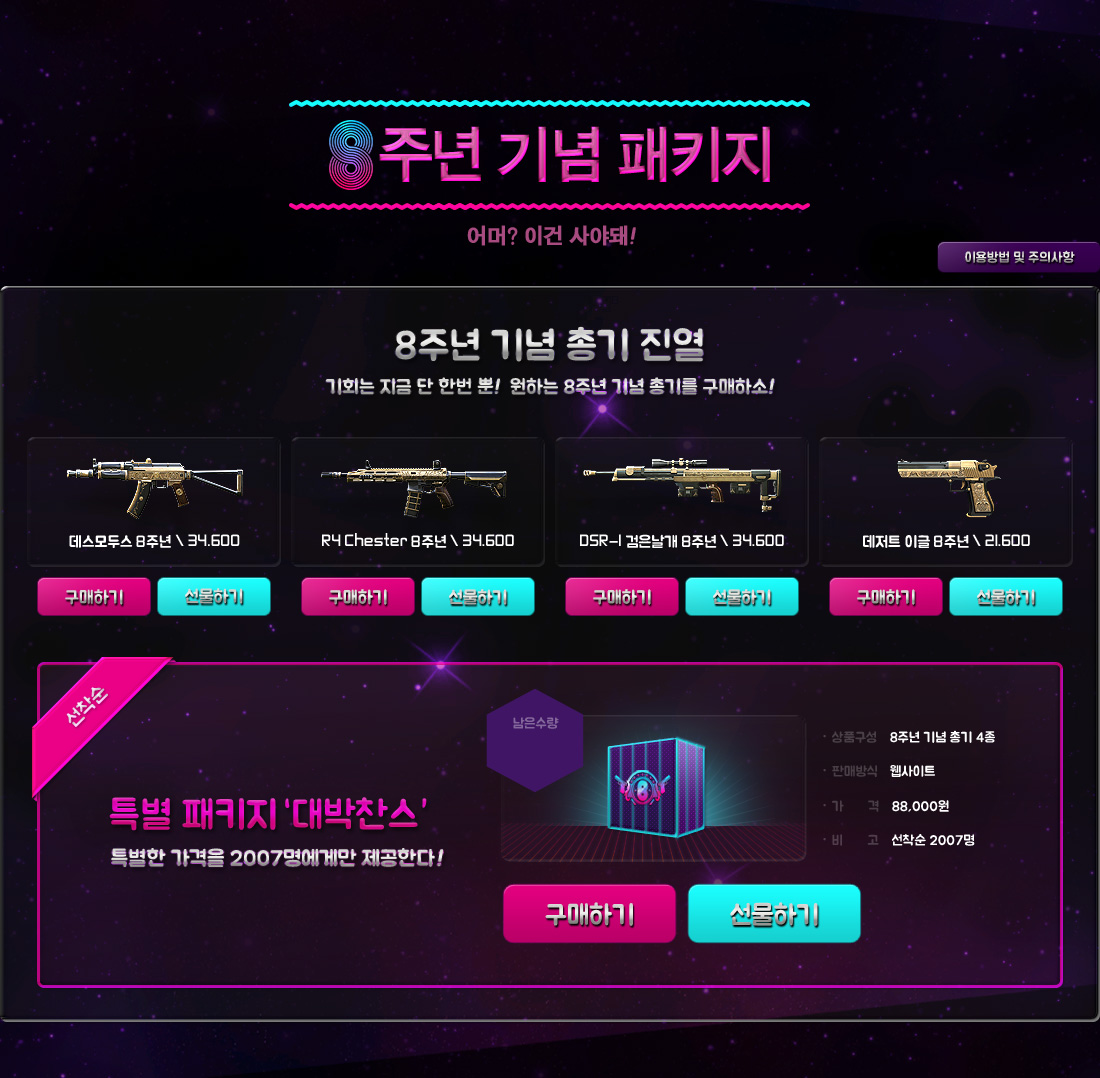 8주년 기념 패키지
어머? 이건 사야돼!
이용방법 및 주의사항
8주년 기념 총기 진열
기회는 지금 단 한번 뿐! 원하는 8주년 기념 총기를 구매하소!
데스모두스 8주년 \ 34.600
R4 Chester 8주년 \ 34.600
DSR-1 검은날개 8주년 \ 34.600
데저트 이글 8주년 \ 21.600
구매하기 선물하기
구매하기 선물하기
구매하기 선물하기
구매하기 선물하기
선착순
특별 패키지 ‘대박찬스’
특별한 가격을 2007명에게만 제공한다!
남은수량
8
· 상품구성 8주년 기념 총기 4종
· 판매방식 웹사이트
· 가 격 88,000원
· 비 고 선착순 2007명
구매하기 선물하기